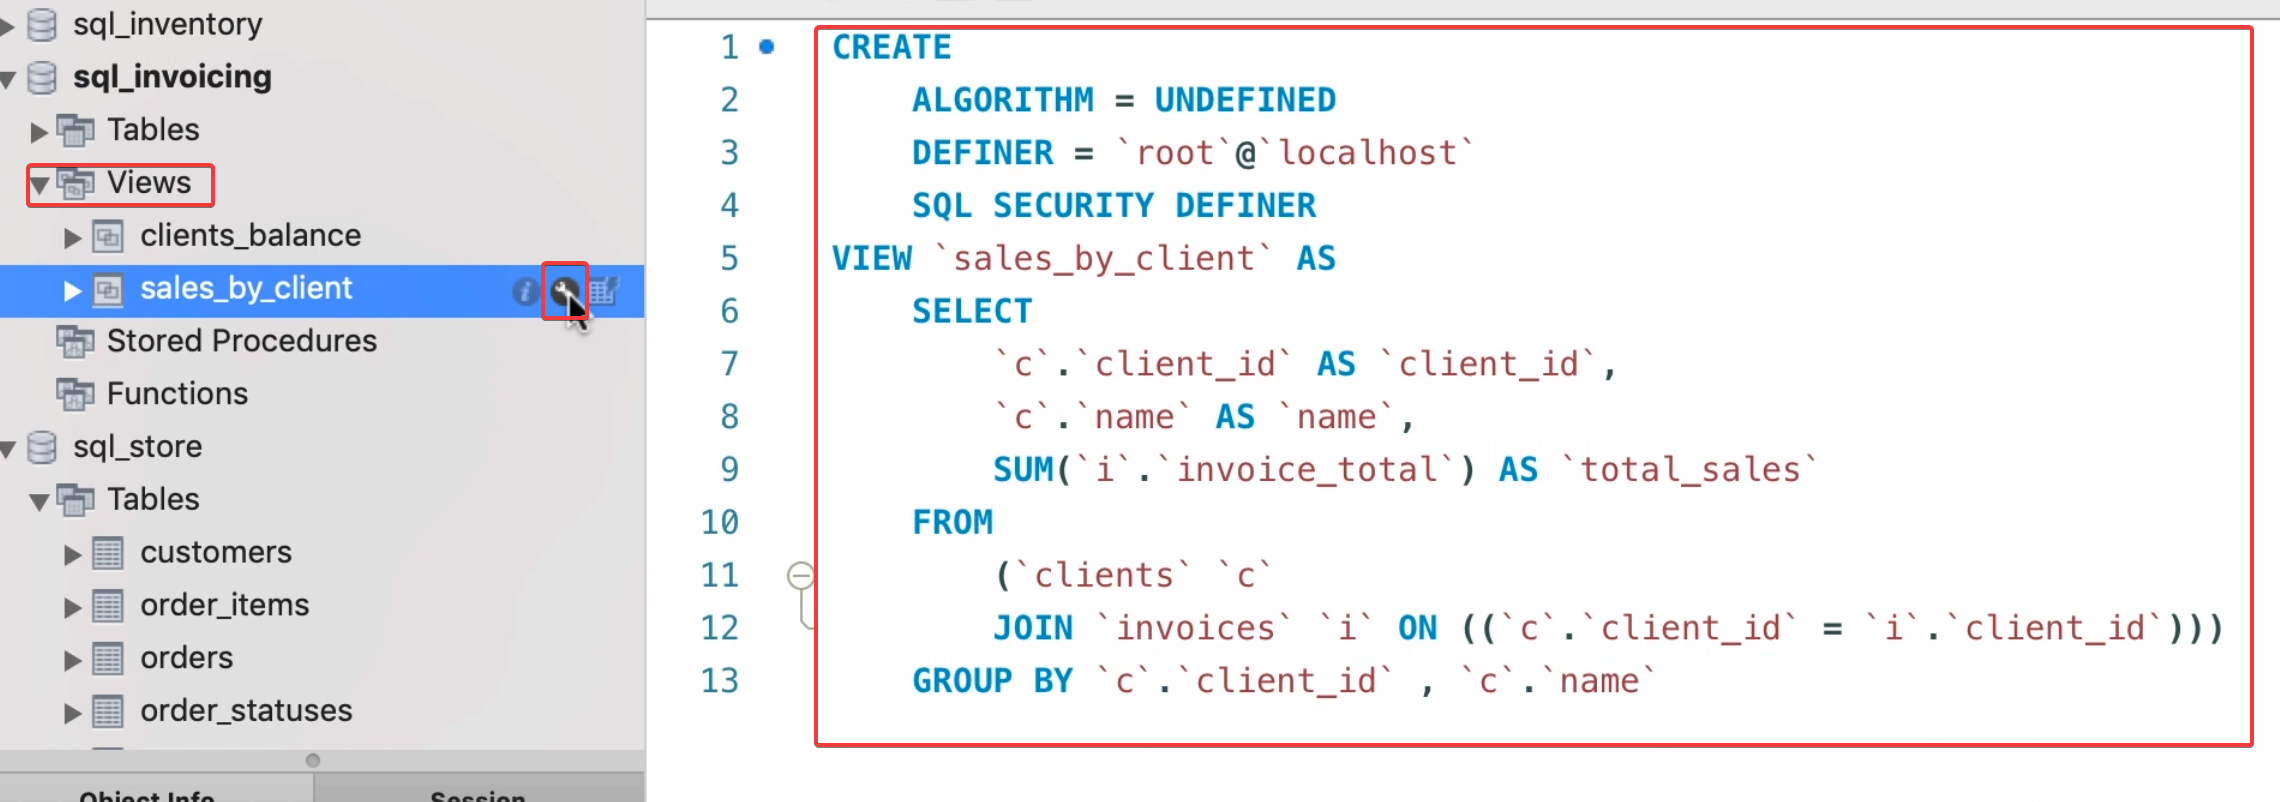 sql_inventory
sql_invoicing
Tables
Views
clients_balance
sales_by_client
Stored Procedures
Functions
sql_store
Tables
customers
order_items
orders
order_statuses
Object Info
Session
1 CREATE
2 ALGORITHM = UNDEFINED
3 DEFINER = `root`@`localhost`
4 SQL SECURITY DEFINER
5 VIEW `sales_by_client` AS
6 SELECT
7 `c`.`client_id` AS `client_id`,
8 `c`.`name` AS `name`,
9 SUM(`i`.`invoice_total`) AS `total_sales`
10 FROM
11 (`clients` `c`
12 JOIN `invoices` `i` ON ((`c`.`client_id` = `i`.`client_id`)))
13 GROUP BY `c`.`client_id` , `c`.`name`